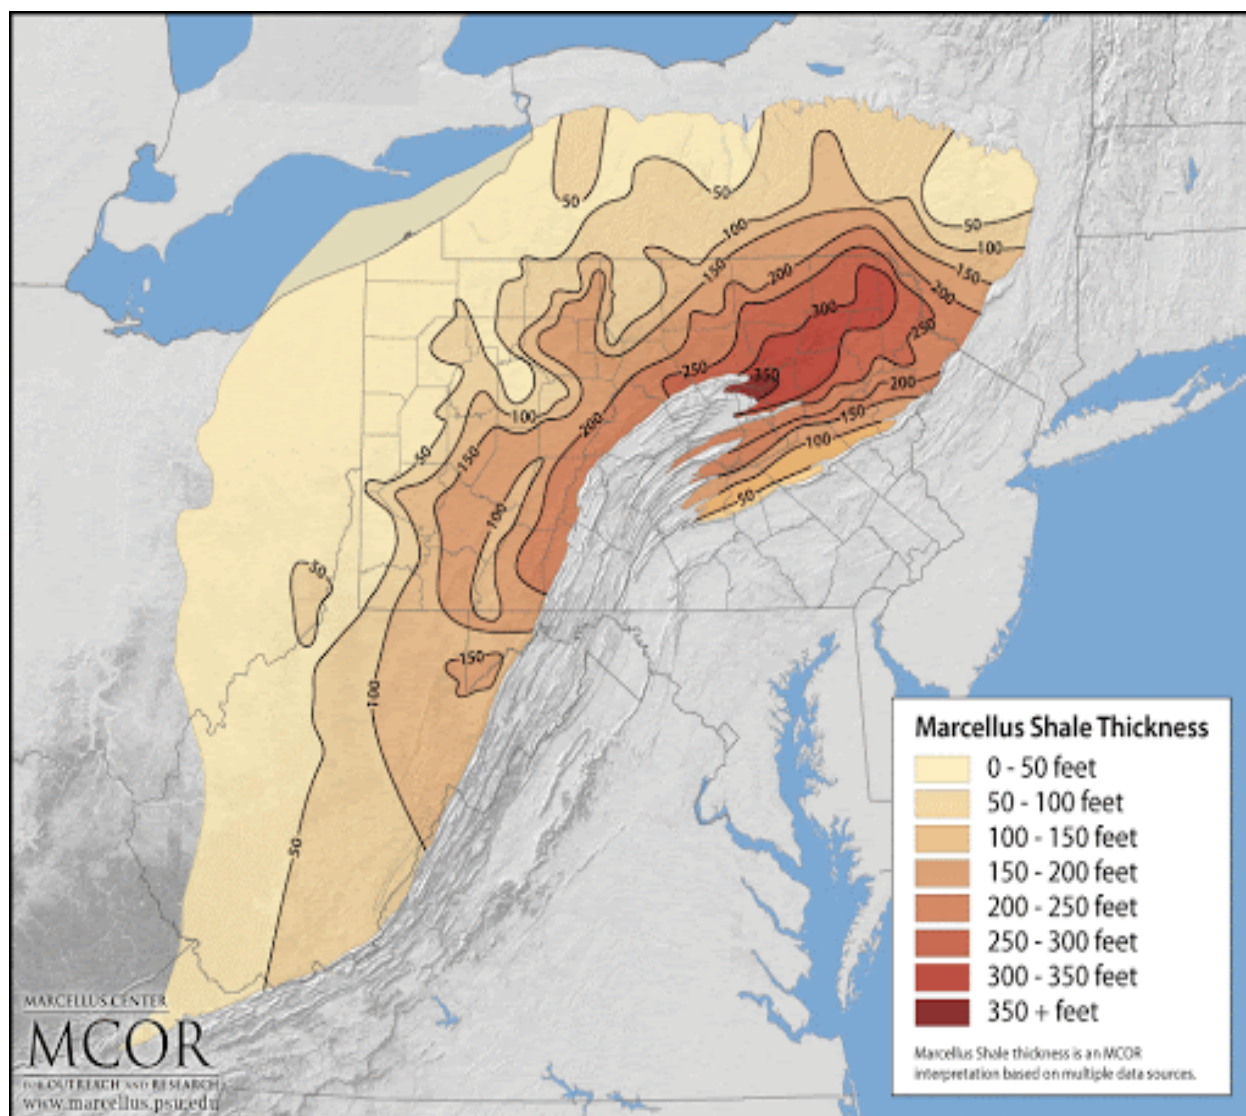 50
50
50
100
100
150
150
200
200
300
250
250
350
200
150
100
50
100
200
50
150
100
50
150
100
50
Marcellus Shale Thickness
0 - 50 feet
50 - 100 feet
100 - 150 feet
150 - 200 feet
200 - 250 feet
250 - 300 feet
300 - 350 feet
350 + feet
Marcellus Shale thickness is an MCOR
interpretation based on multiple data sources.
MARCELLUS CENTER
MCOR
FOR OUTREACH AND RESEARCH
www.marcellus.psu.edu